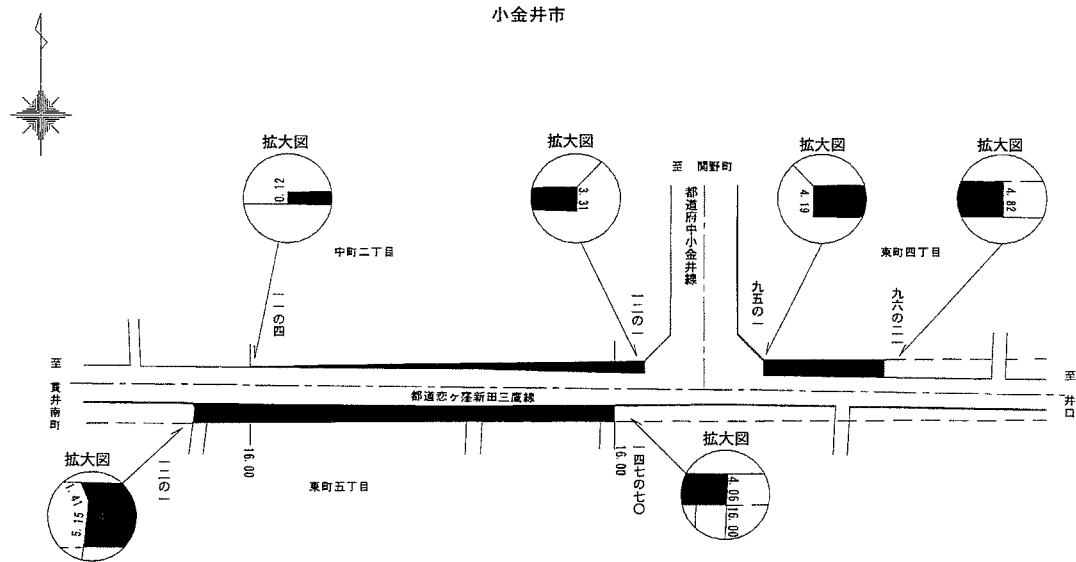 小金井市
拡大図
0.12
拡大図
3.31
至 関野町
拡大図
4.19
拡大図
4.82
中町二丁目
都道府中小金井線
東町四丁目
一四の一
一二の一
九五の一
九六の二一
至 貫井南町
都道恋ヶ窪新田三鷹線
至 井口
拡大図
1.41
5.15
一二の一
16.00
東町五丁目
16.00
一四七の七〇
拡大図
4.06
16.00